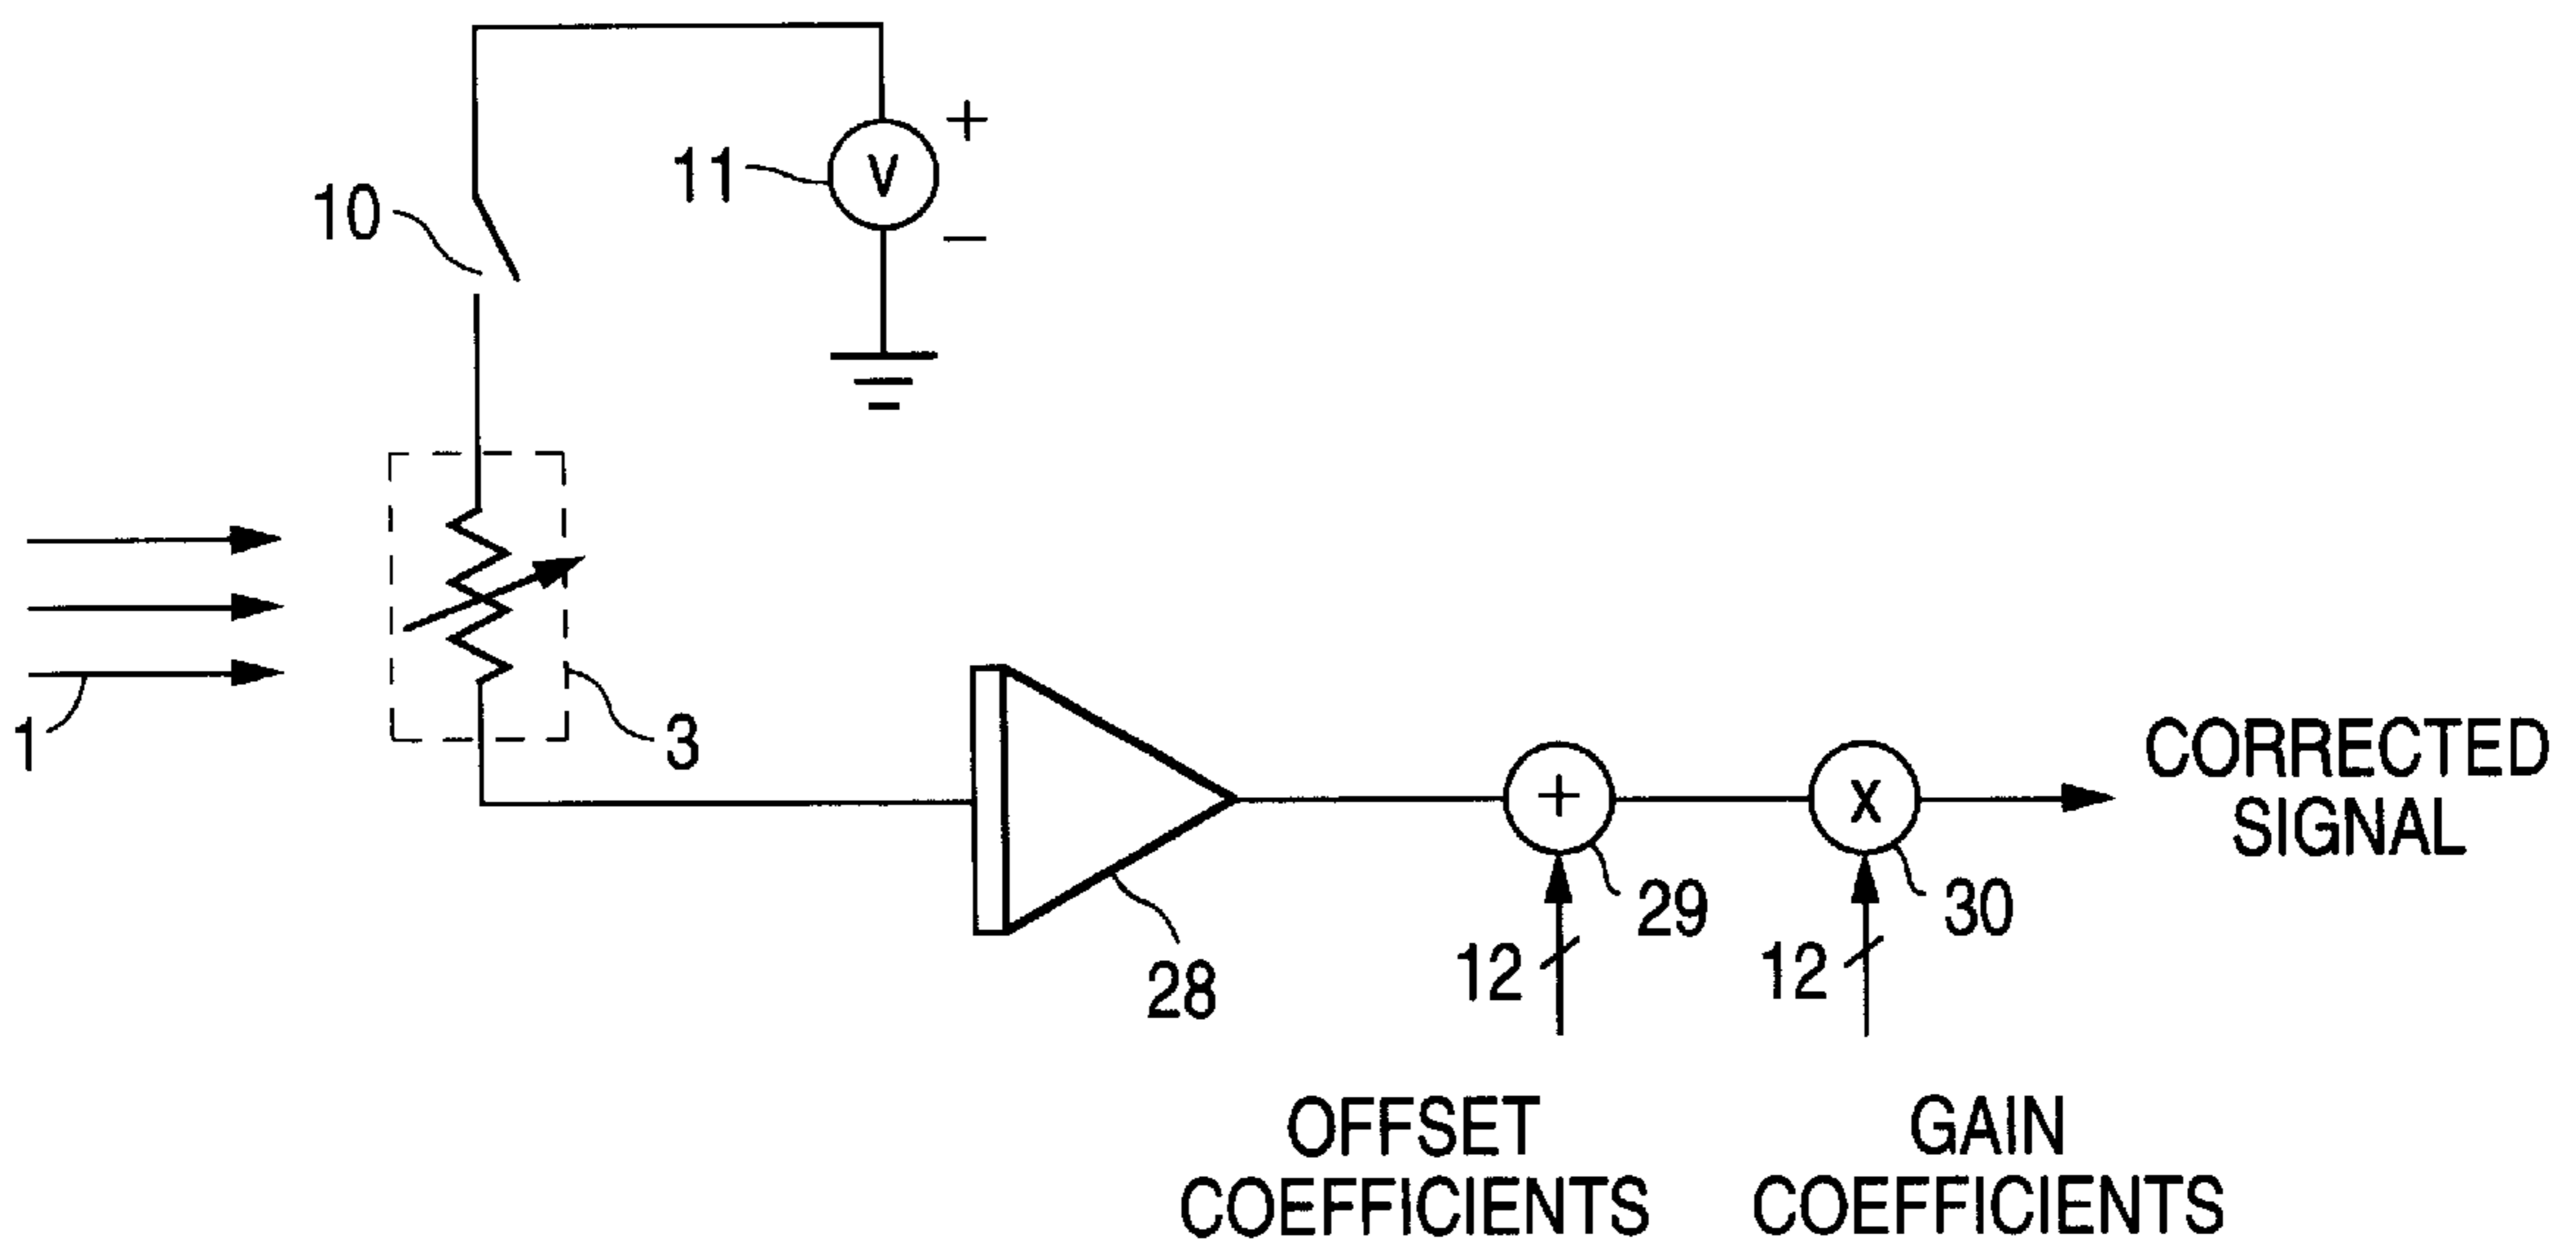 +
11
V
10
−
1
3
28
+
29
12
X
30
12
CORRECTED
SIGNAL
OFFSET
COEFFICIENTS
GAIN
COEFFICIENTS